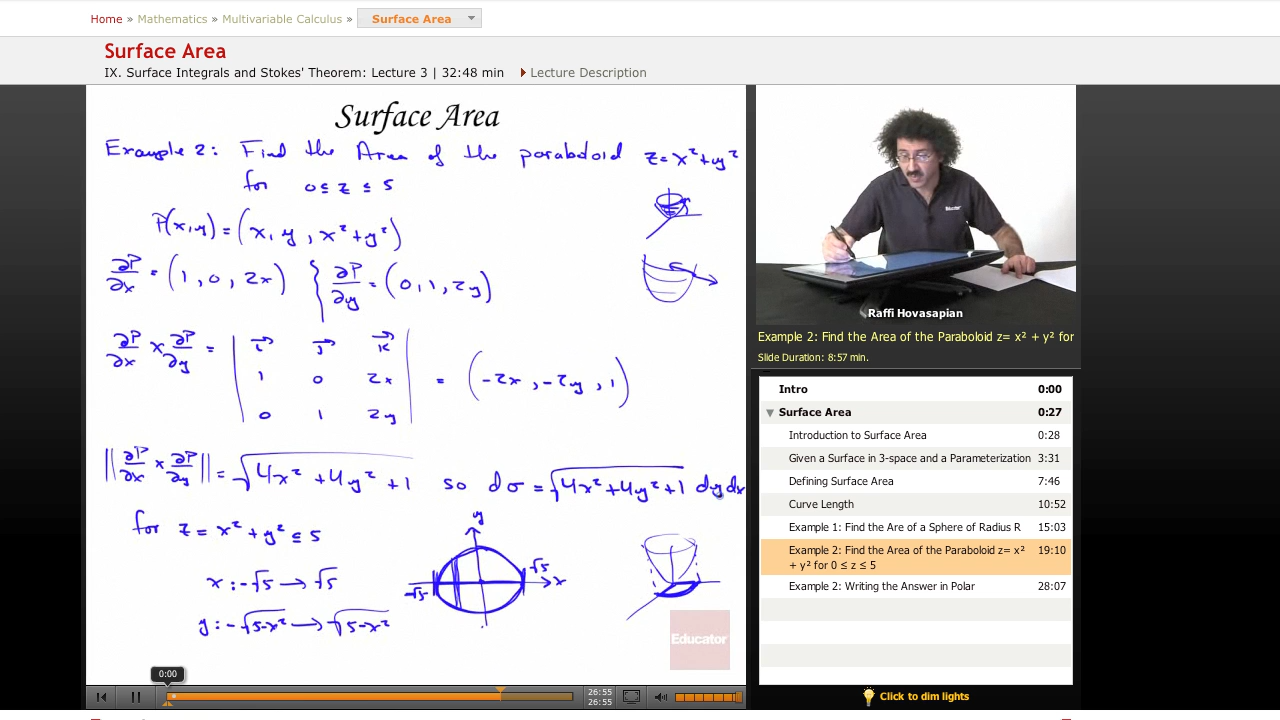 Home » Mathematics » Multivariable Calculus » Surface Area
Surface Area
IX. Surface Integrals and Stokes' Theorem: Lecture 3 | 32:48 min Lecture Description
Surface Area
Example 2: Find the Area of the paraboloid z=x²+y²
for 0≤z≤5
P(x,y)=(x, y, x²+y²)
∂P/∂x = (1, 0, 2x) { ∂P/∂y = (0, 1, 2y)
∂P/∂x × ∂P/∂y = | i j k |
1 0 2x = (-2x, -2y, 1)
0 1 2y
||∂P/∂x × ∂P/∂y|| = √4x²+4y²+1 so dσ = √4x²+4y²+1 dy dx
for z = x²+y² ≤ 5
x: -√5 → √5
y: -√5-x² → √5-x²
y
√5
x
-√5
Educator
0:00
26:55
26:55
Educator
Raffi Hovasapian
Example 2: Find the Area of the Paraboloid z= x² + y² for
Slide Duration: 8:57 min.
Intro 0:00
Surface Area 0:27
Introduction to Surface Area 0:28
Given a Surface in 3-space and a Parameterization 3:31
Defining Surface Area 7:46
Curve Length 10:52
Example 1: Find the Are of a Sphere of Radius R 15:03
Example 2: Find the Area of the Paraboloid z= x² 19:10
+ y² for 0 ≤ z ≤ 5
Example 2: Writing the Answer in Polar 28:07
Click to dim lights